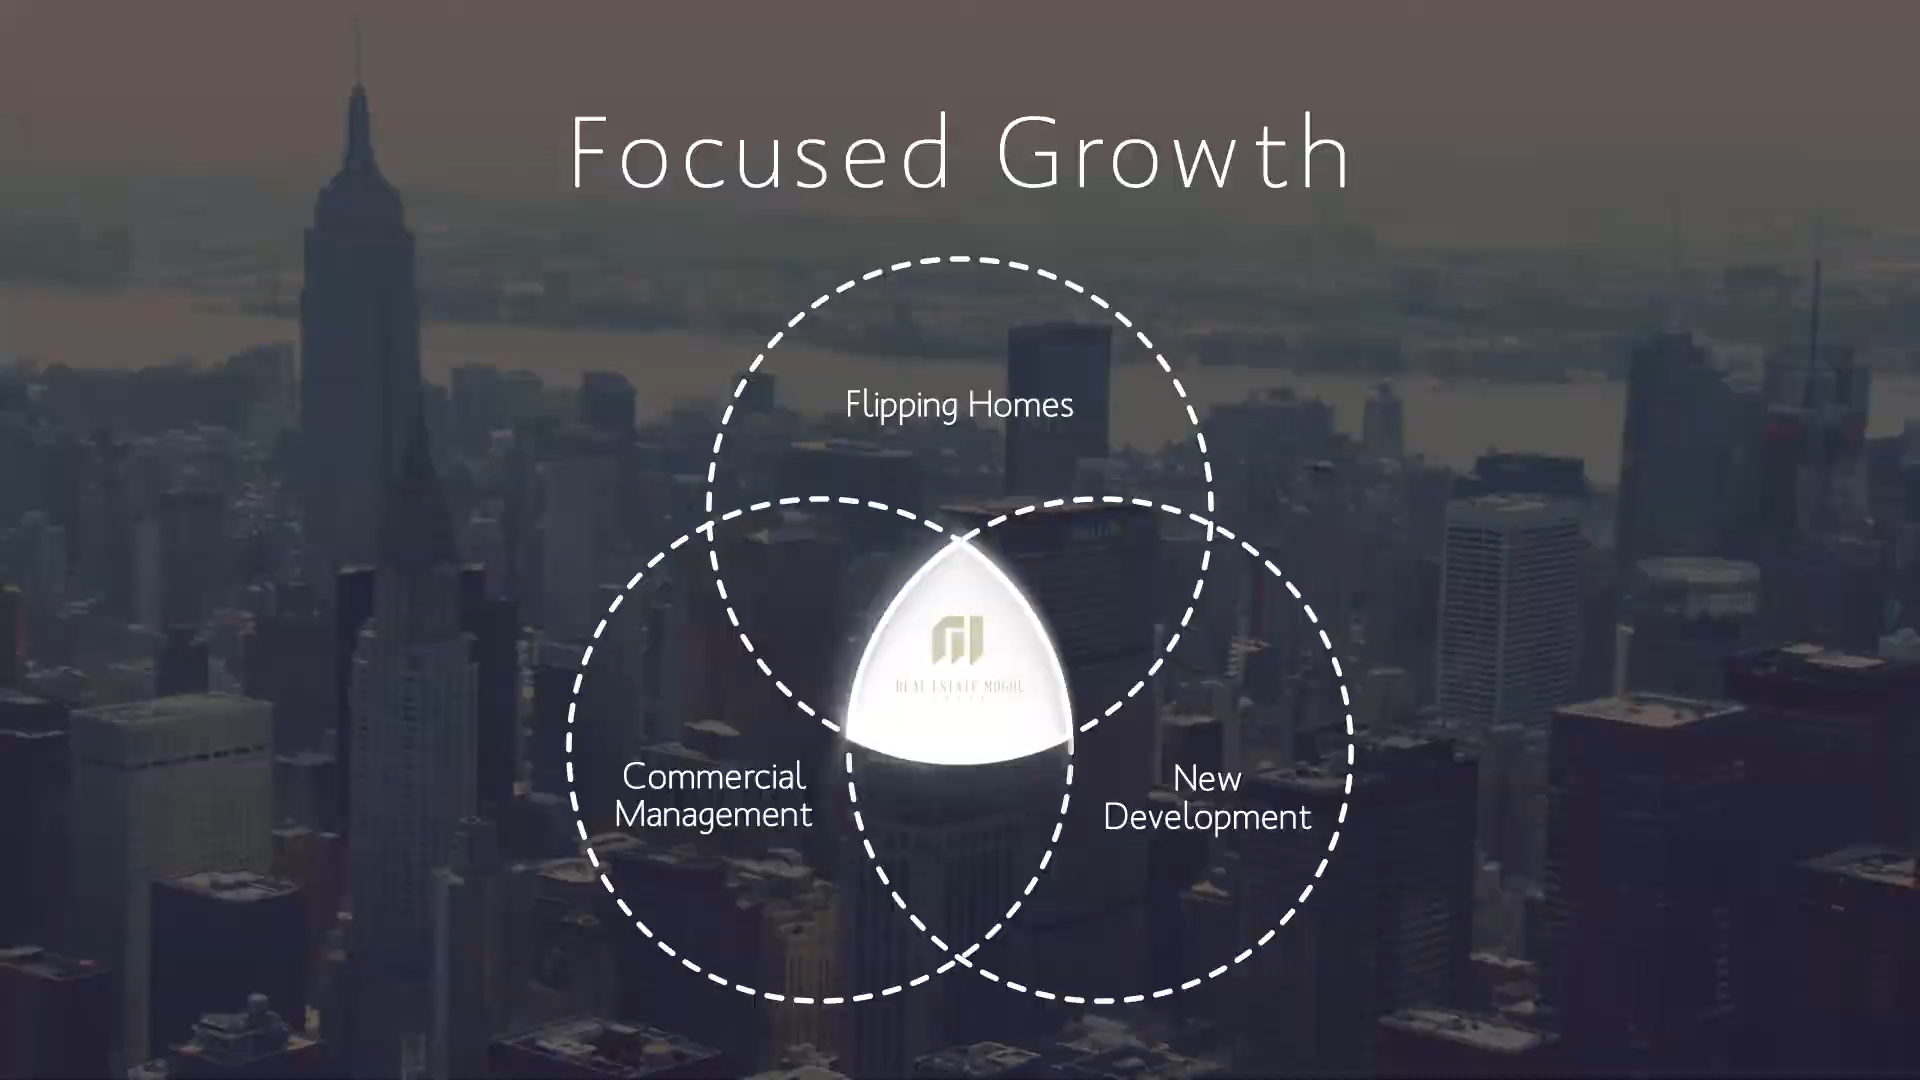 Focused Growth
Flipping Homes
REAL ESTATE MOGUL
Commercial
Management
New
Development